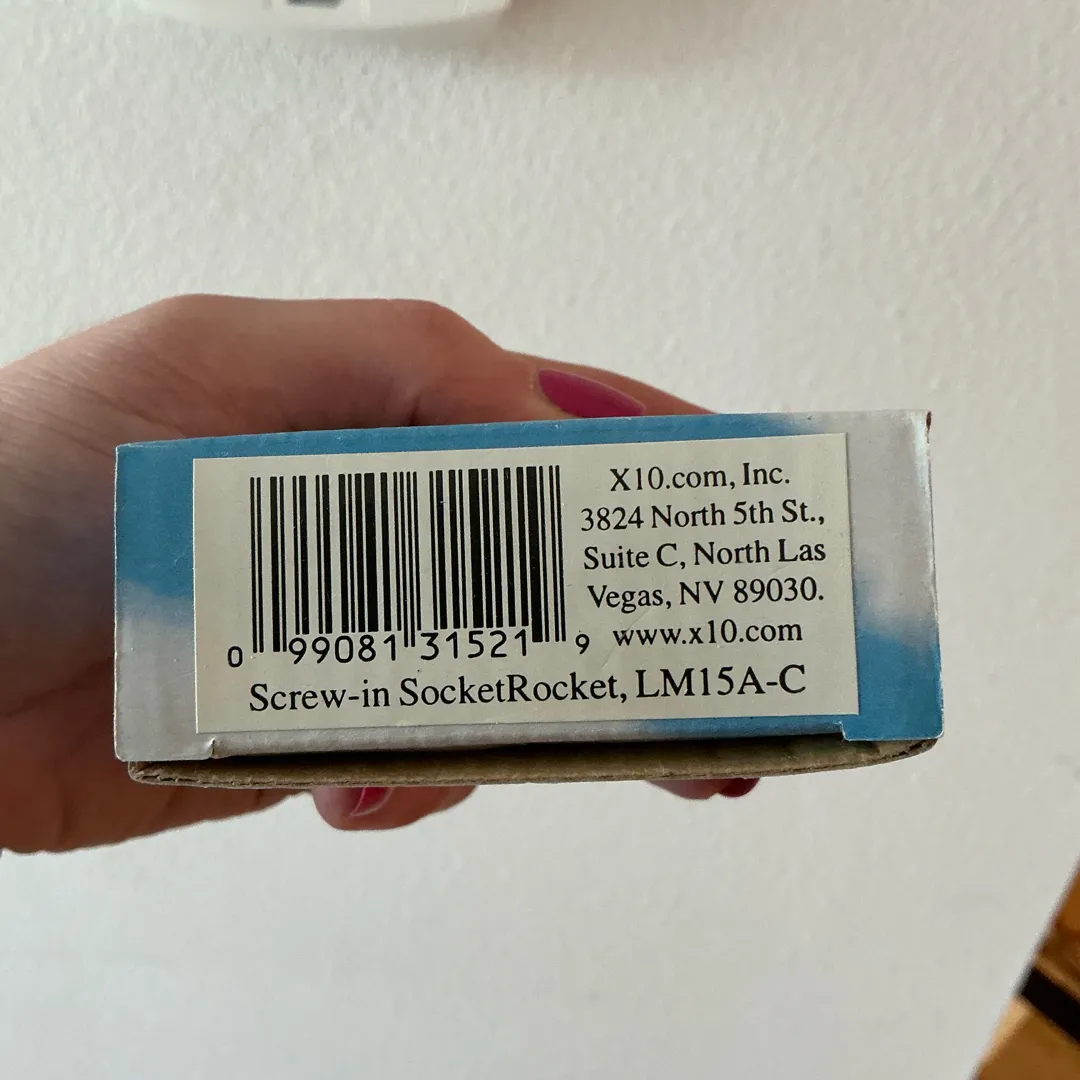 X10.com, Inc.
3824 North 5th St.,
Suite C, North Las
Vegas, NV 89030.
www.x10.com
0 99081 31521 9
Screw-in SocketRocket, LM15A-C